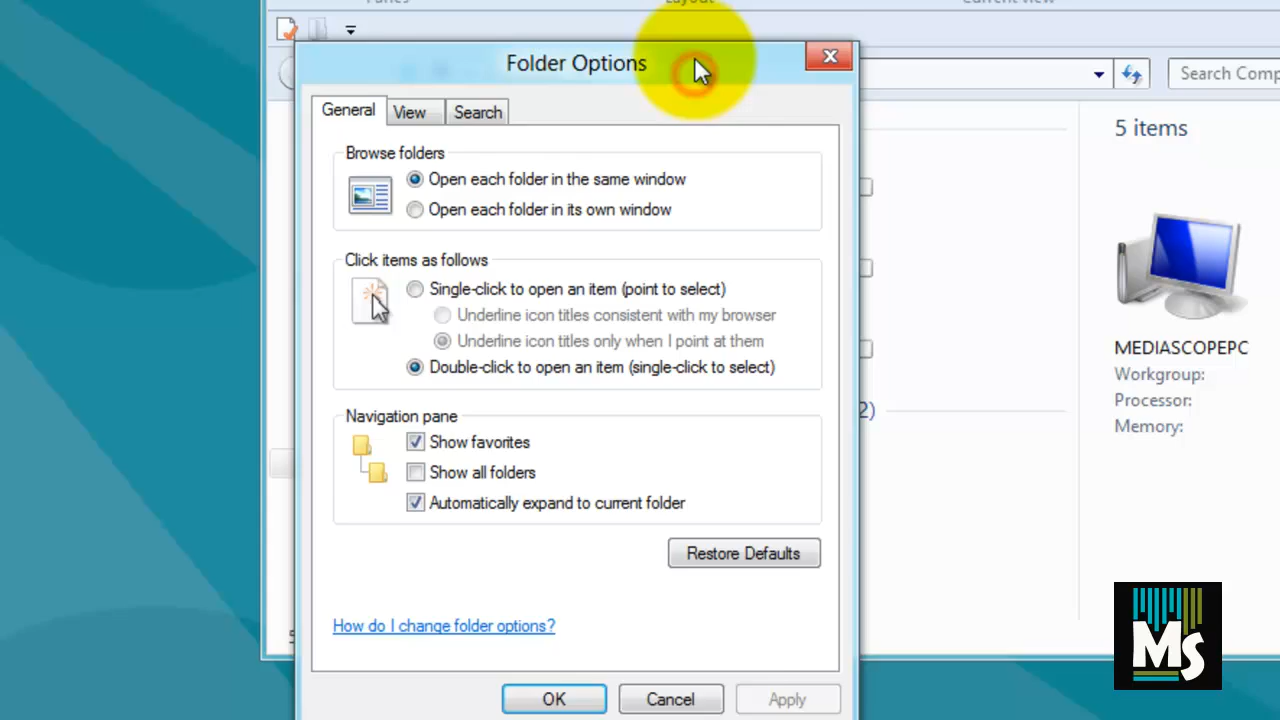 Panes
Layout
Current view
Folder Options
Search Comp
General
View
Search
5 items
Browse folders
Open each folder in the same window
Open each folder in its own window
Click items as follows
Single-click to open an item (point to select)
Underline icon titles consistent with my browser
Underline icon titles only when I point at them
Double-click to open an item (single-click to select)
MEDIASCOPEPC
Workgroup:
Processor:
Memory:
2)
Navigation pane
Show favorites
Show all folders
Automatically expand to current folder
Restore Defaults
How do I change folder options?
5
OK
Cancel
Apply
MS